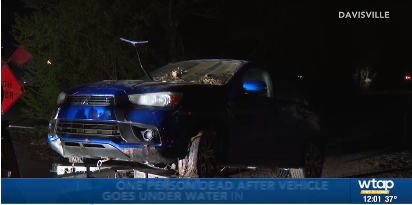 DAVISVILLE
ONE PERSON DEAD AFTER VEHICLE
GOES UNDER WATER IN
wtap
12:01 37°